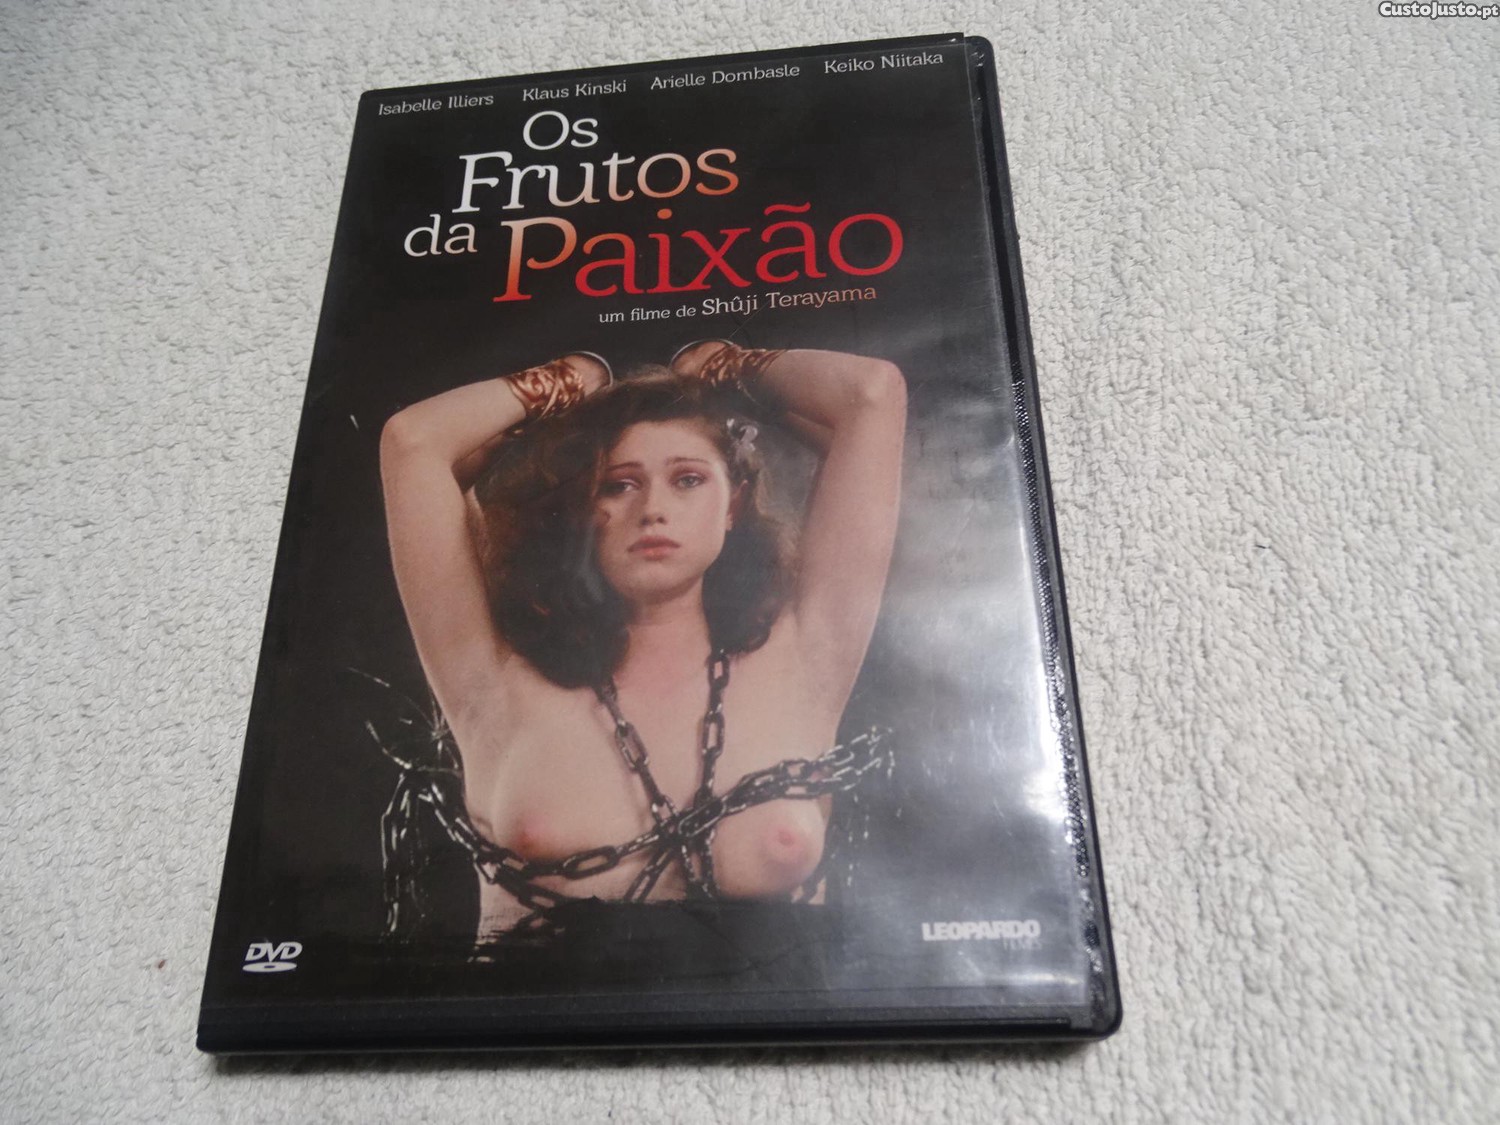 CustoJusto.pt
Isabelle Illiers Klaus Kinski Arielle Dombasle Keiko Niitaka
Os
Frutos
da Paixão
um filme de Shûji Terayama
DVD
LEOPARDO
FILMES